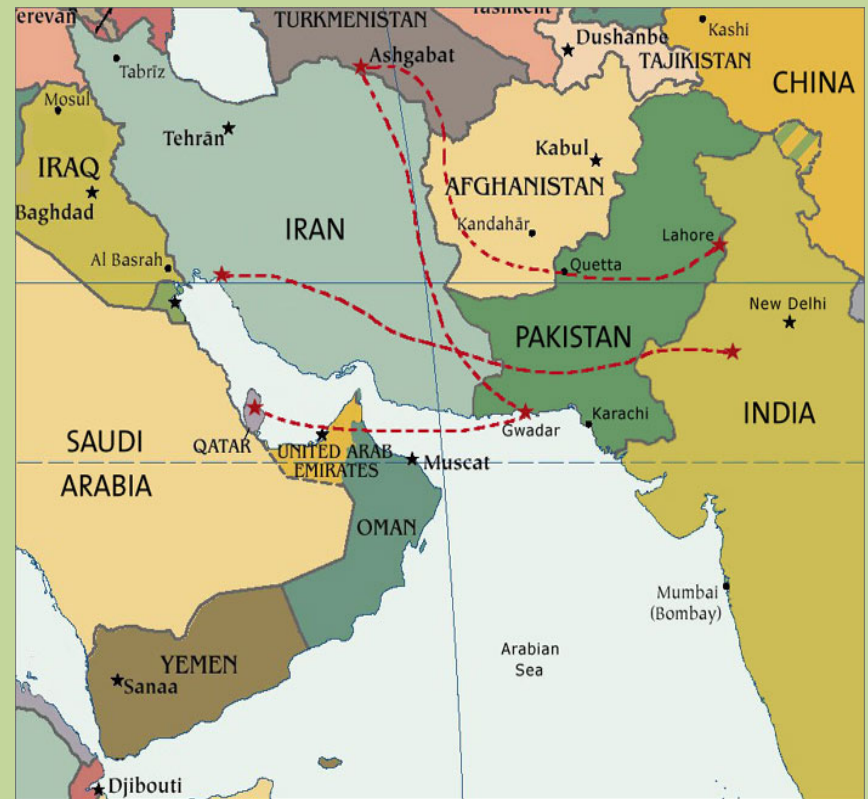 erevan
TURKMENISTAN
Tashkent
Kashi
Dushanbe
TAJIKISTAN
Ashgabat
CHINA
Tabrīz
Mosul
Tehrān
Kabul
IRAQ
AFGHANISTAN
Baghdad
IRAN
Kandahār
Lahore
Al Basrah
Quetta
New Delhi
PAKISTAN
INDIA
Karachi
Gwadar
SAUDI
ARABIA
QATAR
UNITED ARAB
EMIRATES
Muscat
OMAN
Mumbai
(Bombay)
Arabian
Sea
YEMEN
Sanaa
Djibouti